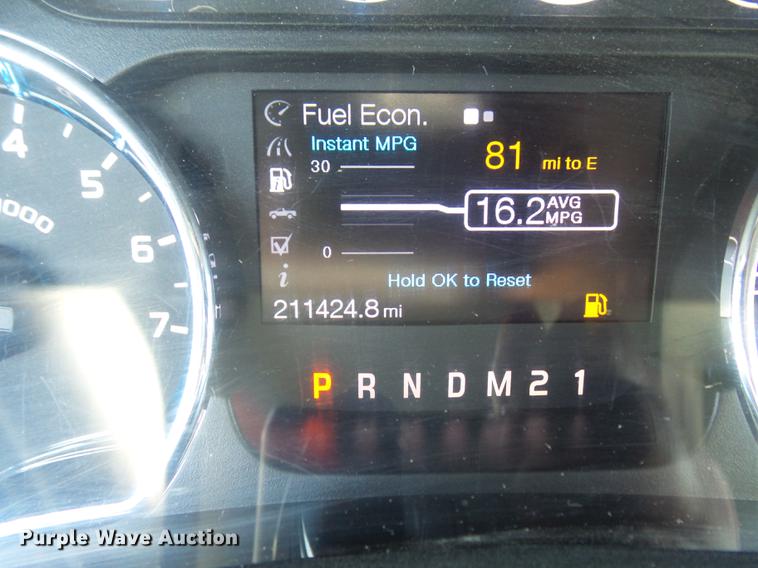 Fuel Econ.
Instant MPG
81 mi to E
30
16.2 AVG MPG
0
i
Hold OK to Reset
211424.8 mi
P R N D M 2 1
4
5
6
7
000
Purple Wave Auction